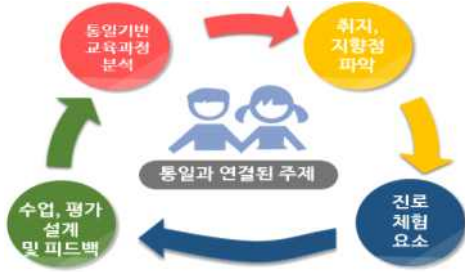 통일기반
교육과정
분석
취지,
지향점
파악
통일과 연결된 주제
수업, 평가
설계
및 피드백
진로
체험
요소